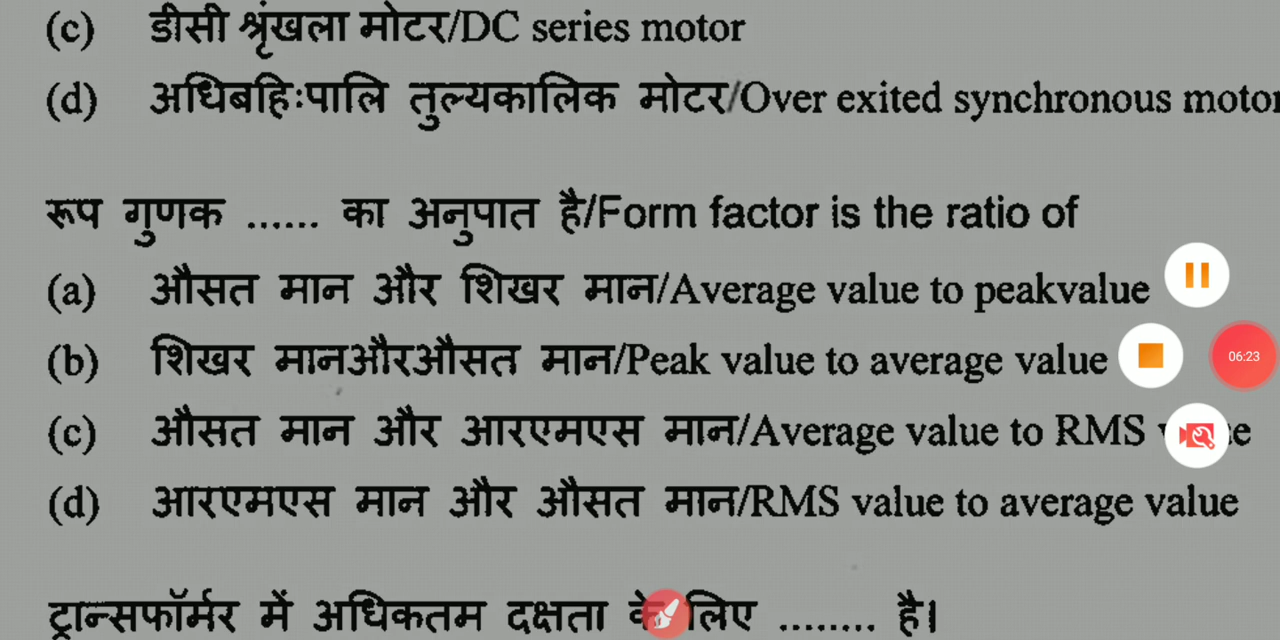 (c) डीसी श्रृंखला मोटर/DC series motor
(d) अधिबहिःपालि तुल्यकालिक मोटर/Over exited synchronous motor
रूप गुणक ...... का अनुपात है/Form factor is the ratio of
(a) औसत मान और शिखर मान/Average value to peakvalue
(b) शिखर मानऔरऔसत मान/Peak value to average value
06:23
(c) औसत मान और आरएमएस मान/Average value to RMS
(d) आरएमएस मान और औसत मान/RMS value to average value
ट्रान्सफॉर्मर में अधिकतम दक्षता के लिए ........ है।